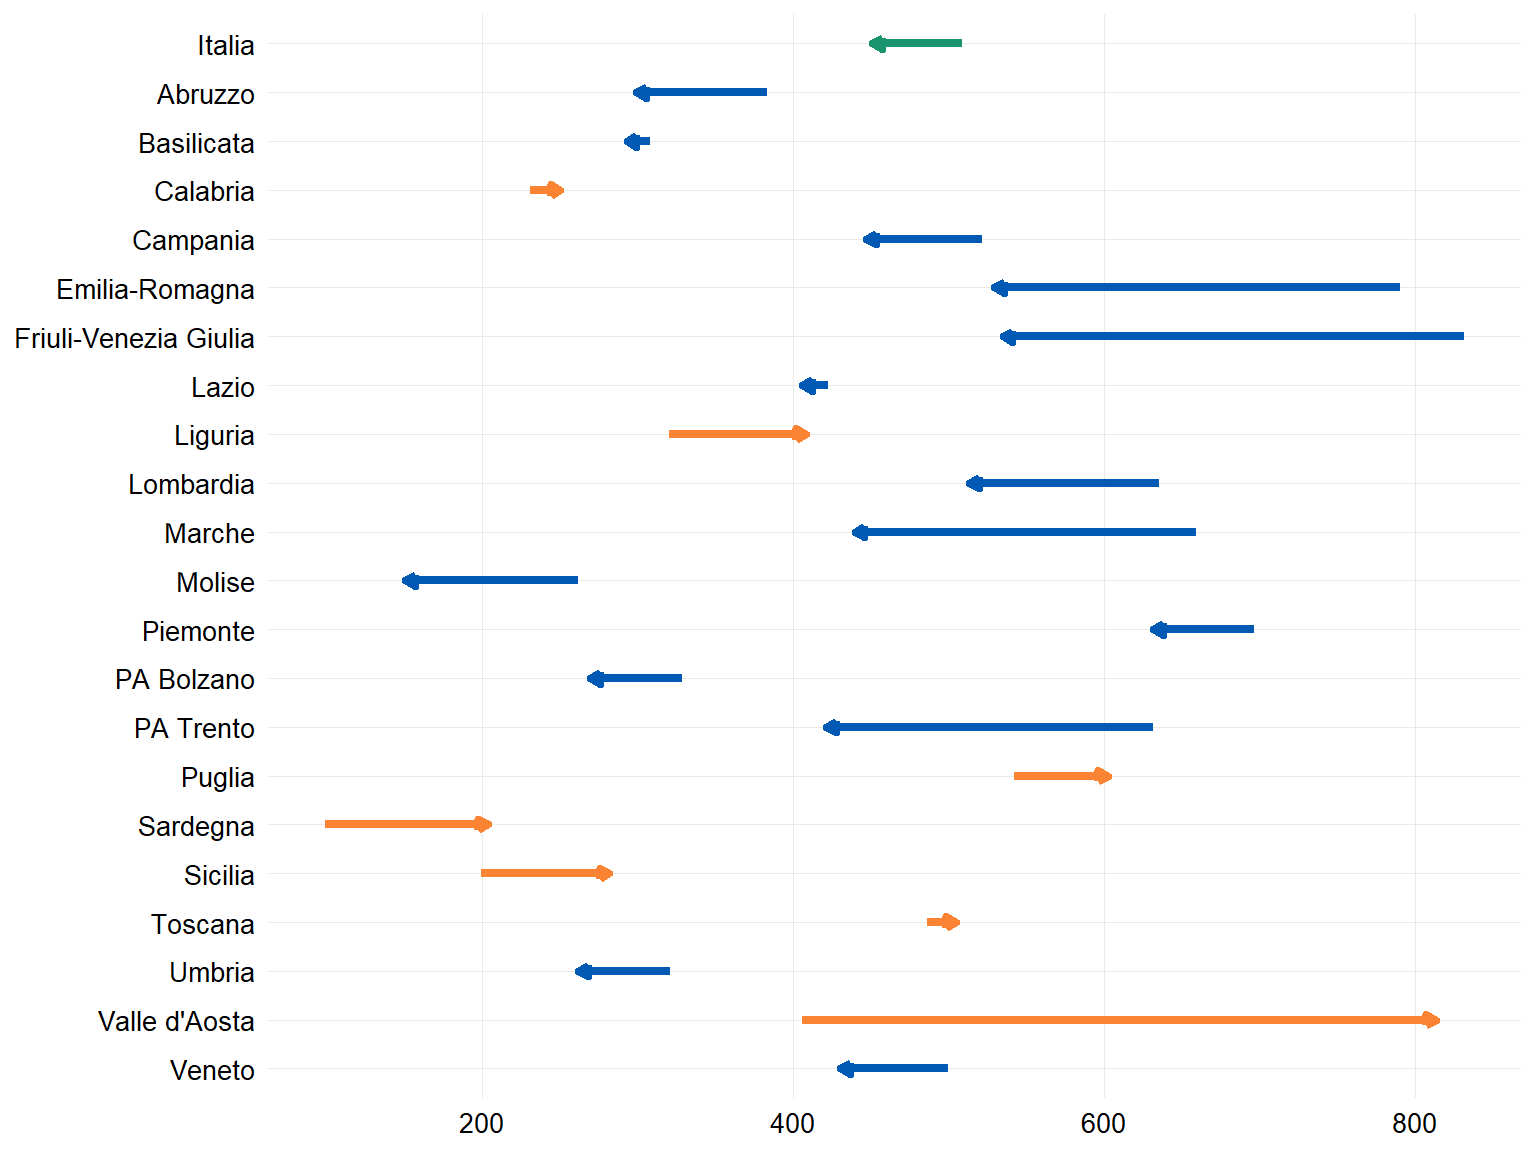 Italia
Abruzzo
Basilicata
Calabria
Campania
Emilia-Romagna
Friuli-Venezia Giulia
Lazio
Liguria
Lombardia
Marche
Molise
Piemonte
PA Bolzano
PA Trento
Puglia
Sardegna
Sicilia
Toscana
Umbria
Valle d'Aosta
Veneto
200 400 600 800